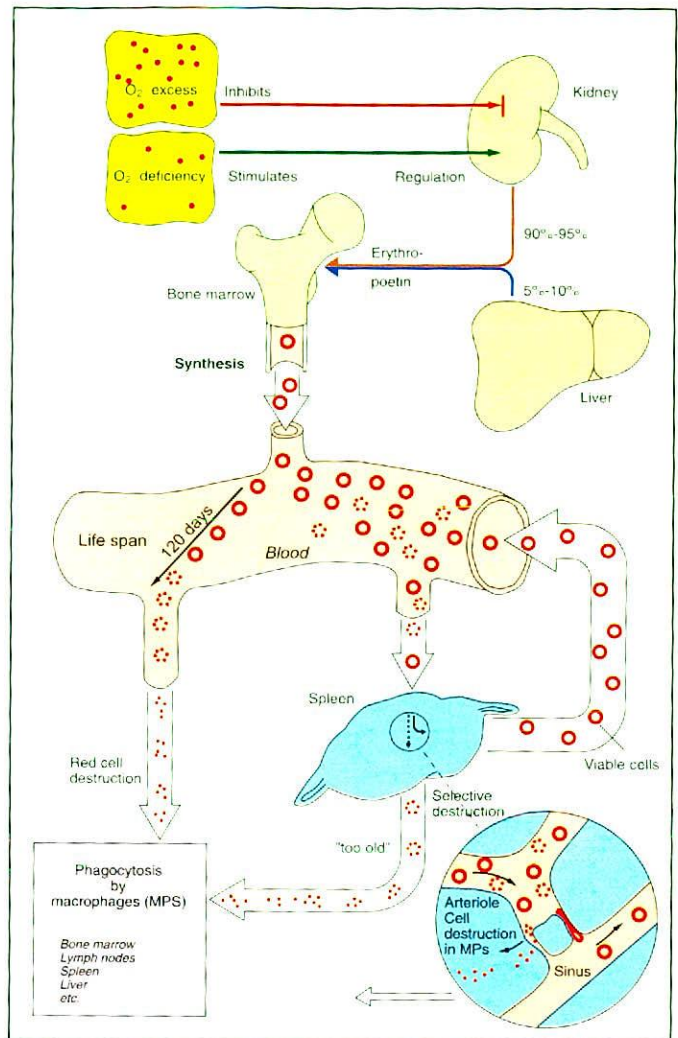 O₂ excess
Inhibits
Kidney
O₂ deficiency
Stimulates
Regulation
90%-95%
Erythro-
poetin
Bone marrow
5%-10%
Synthesis
Liver
Life span
120 days
Blood
Spleen
Red cell
destruction
Viable cells
Selective
destruction
"too old"
Phagocytosis
by
macrophages (MPS)
Bone marrow
Lymph nodes
Spleen
Liver
etc.
Arteriole
Cell
destruction
in MPs
Sinus